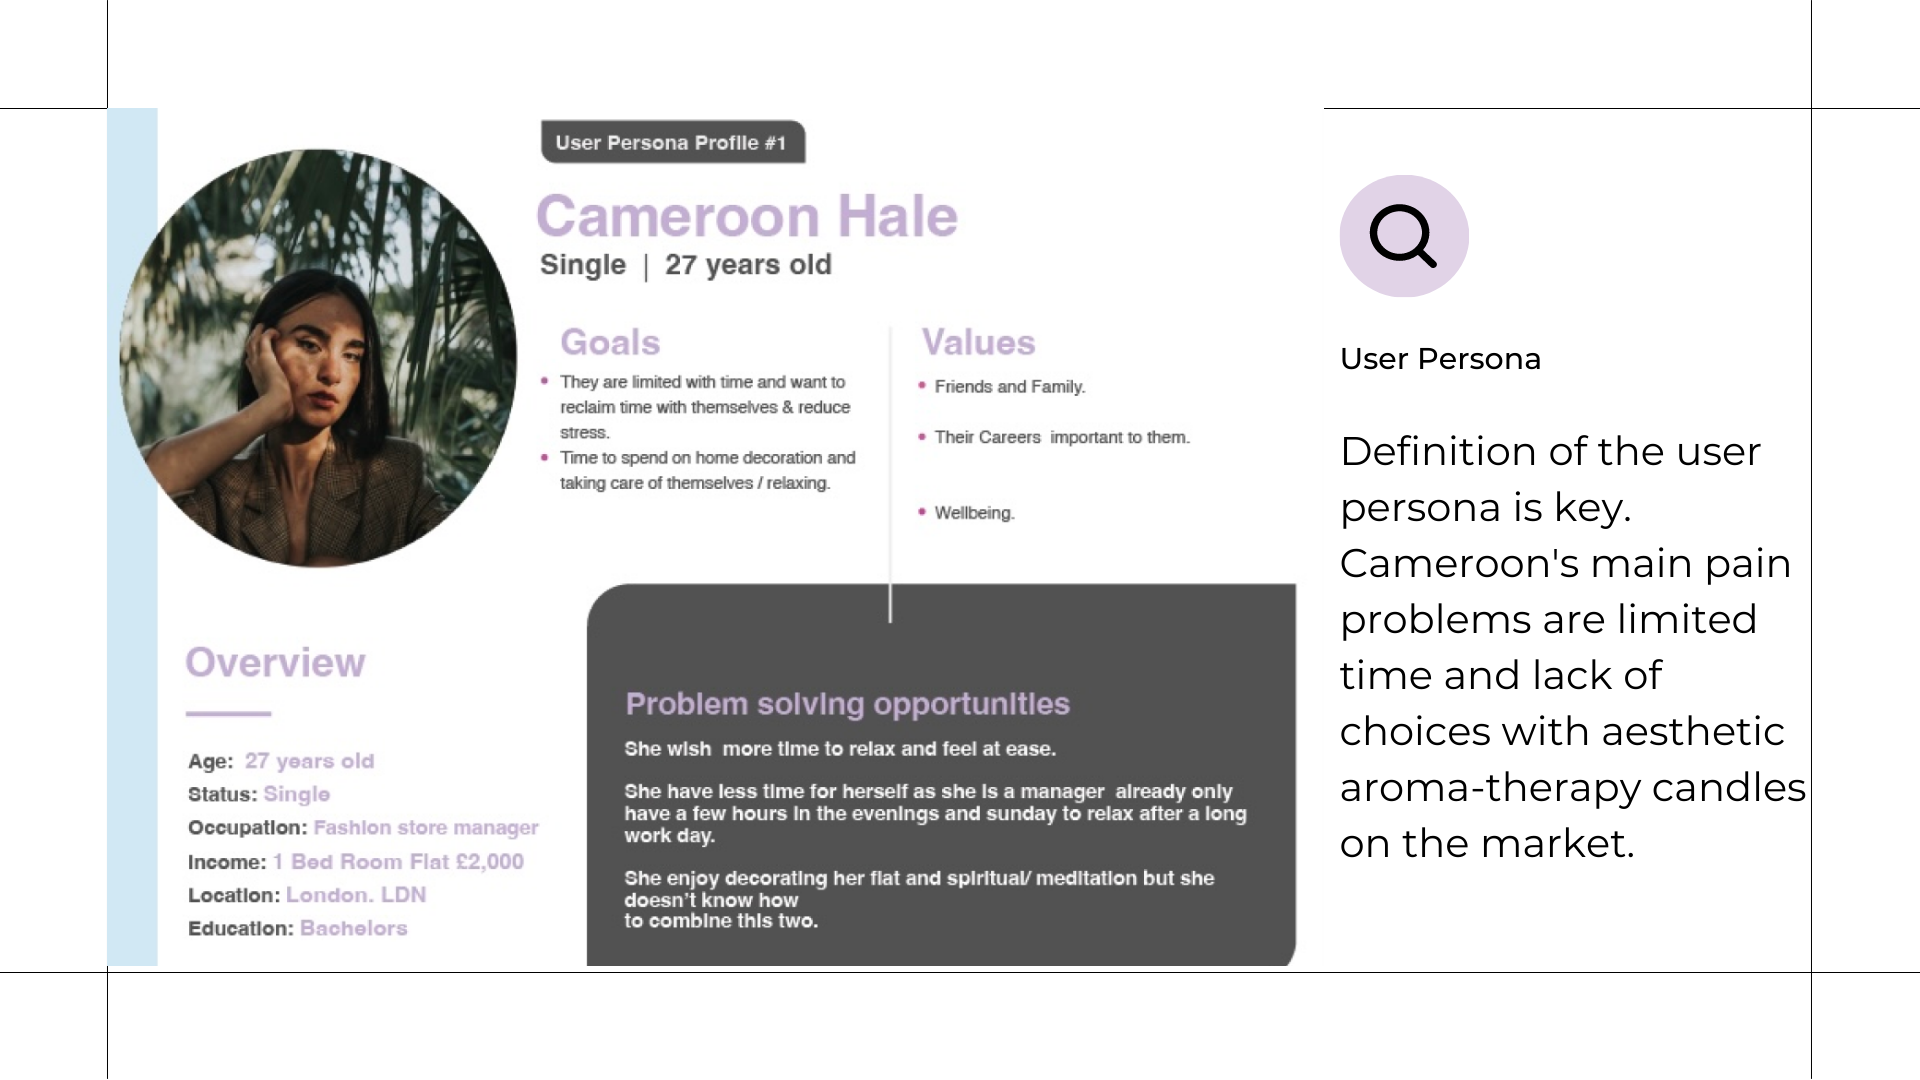 User Persona Profile #1
Cameroon Hale
Single | 27 years old
Goals
• They are limited with time and want to
reclaim time with themselves & reduce
stress.
• Time to spend on home decoration and
taking care of themselves / relaxing.
Values
• Friends and Family.
• Their Careers  important to them.
• Wellbeing.
Overview
Age: 27 years old
Status: Single
Occupation: Fashion store manager
Income: 1 Bed Room Flat £2,000
Location: London. LDN
Education: Bachelors
Problem solving opportunities
She wish  more time to relax and feel at ease.
She have less time for herself as she is a manager  already only
have a few hours in the evenings and sunday to relax after a long
work day.
She enjoy decorating her flat and spiritual/ meditation but she
doesn't know how
to combine this two.
User Persona
Definition of the user
persona is key.
Cameroon's main pain
problems are limited
time and lack of
choices with aesthetic
aroma-therapy candles
on the market.